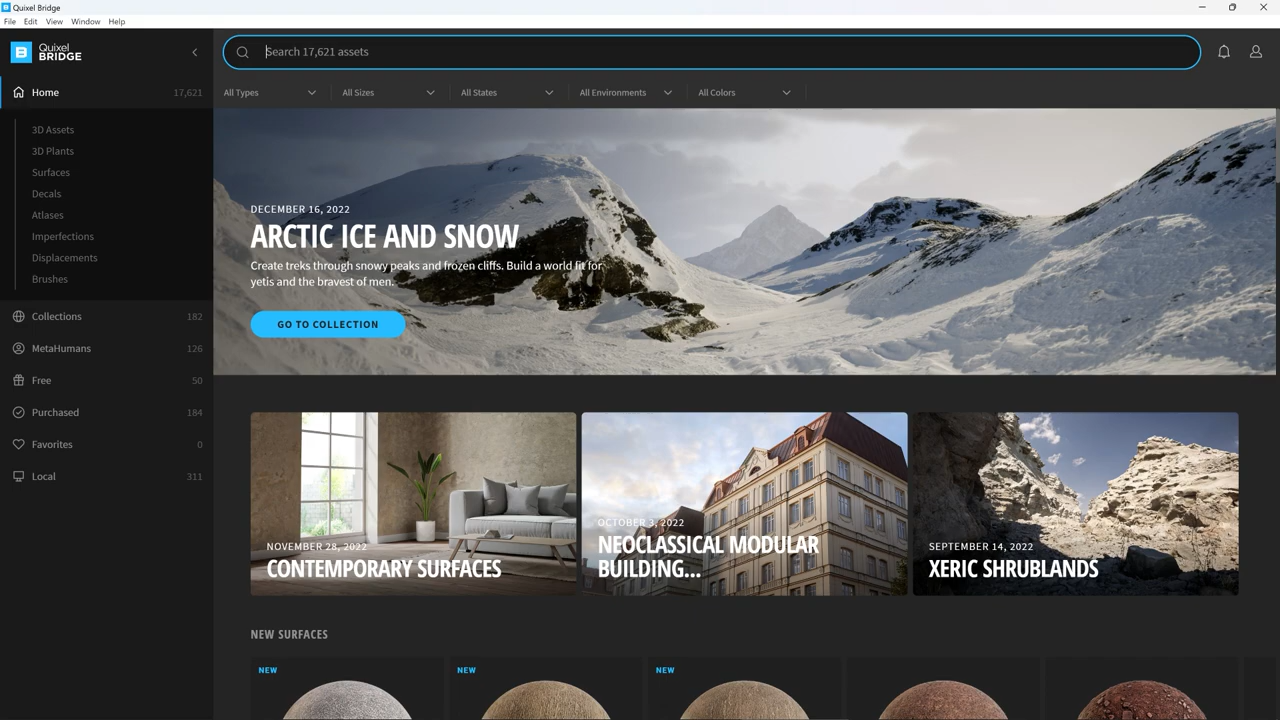 Quixel Bridge
File Edit View Window Help
Quixel
BRIDGE
Search 17,621 assets
Home 17,621
All Types All Sizes All States All Environments All Colors
3D Assets
3D Plants
Surfaces
Decals
Atlases
Imperfections
Displacements
Brushes
Collections 182
MetaHumans 126
Free 50
Purchased 184
Favorites 0
Local 311
DECEMBER 16, 2022
ARCTIC ICE AND SNOW
Create treks through snowy peaks and frozen cliffs. Build a world fit for
yetis and the bravest of men.
GO TO COLLECTION
NOVEMBER 28, 2022
CONTEMPORARY SURFACES
OCTOBER 3, 2022
NEOCLASSICAL MODULAR
BUILDING...
SEPTEMBER 14, 2022
XERIC SHRUBLANDS
NEW SURFACES
NEW
NEW
NEW